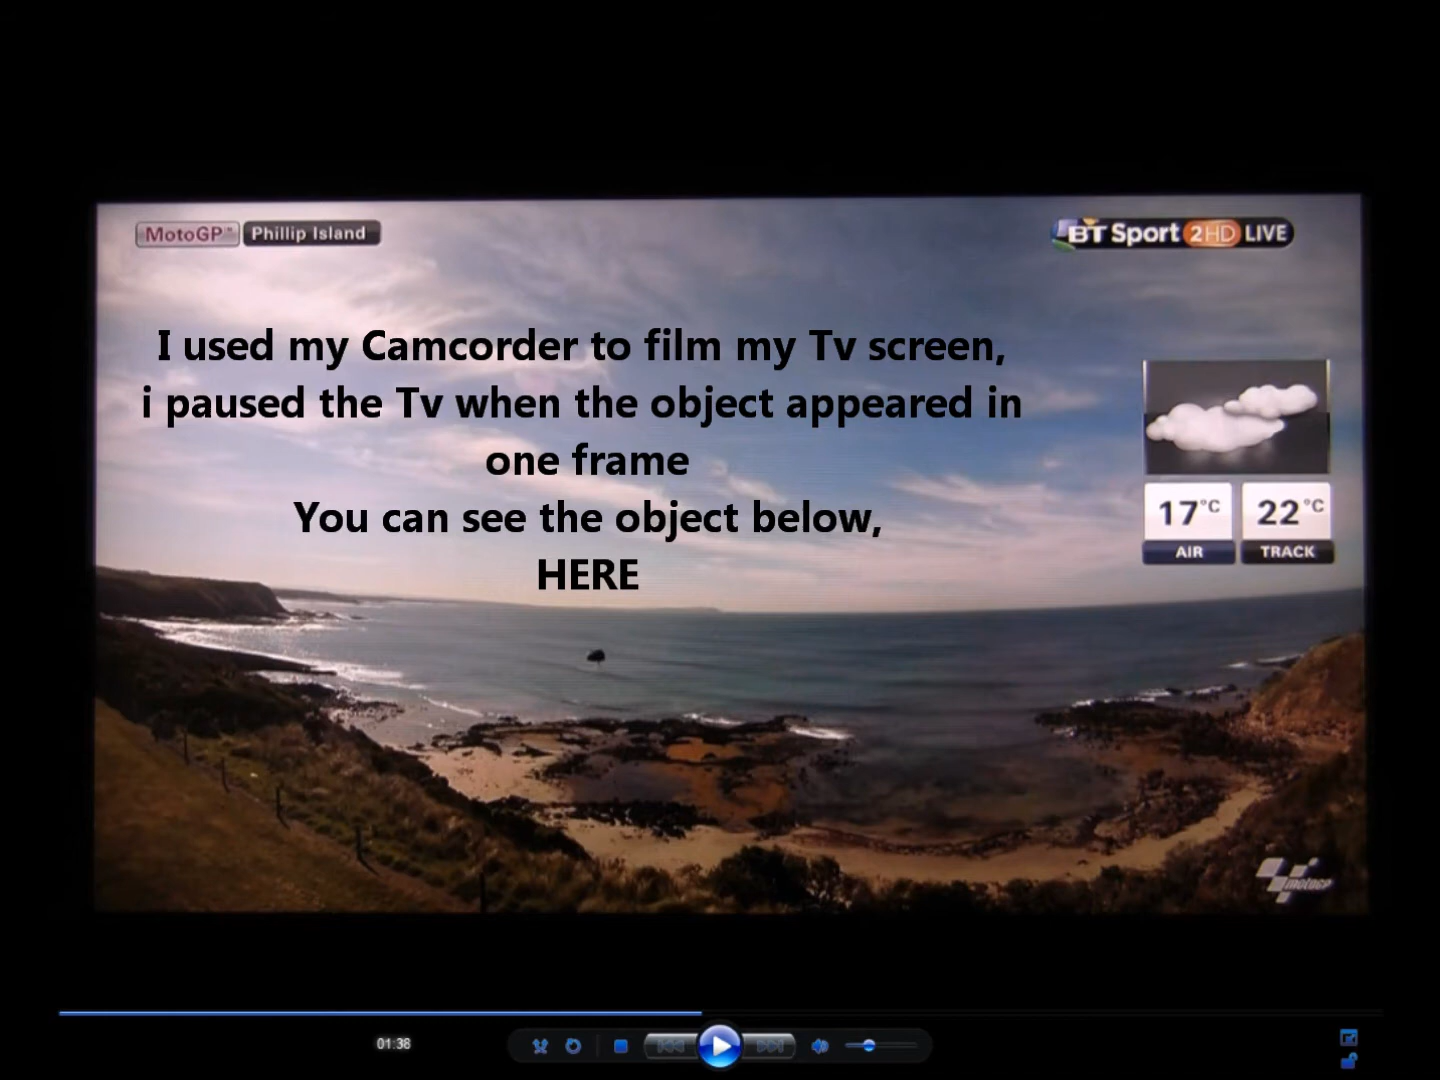 MotoGP™ Phillip Island
BT Sport 2HD LIVE
I used my Camcorder to film my Tv screen,
i paused the Tv when the object appeared in
one frame
You can see the object below,
HERE
17°C 22°C
AIR TRACK
motogp
01:38